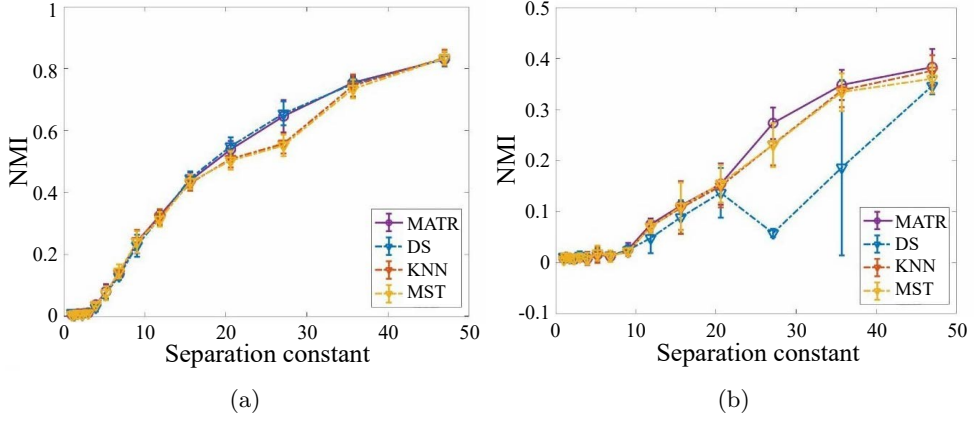 1
0.8
0.6
0.4
0.2
0
NMI
0 10 20 30 40 50
Separation constant
MATR
DS
KNN
MST
(a)
0.5
0.4
0.3
0.2
0.1
0
-0.1
NMI
0 10 20 30 40 50
Separation constant
MATR
DS
KNN
MST
(b)